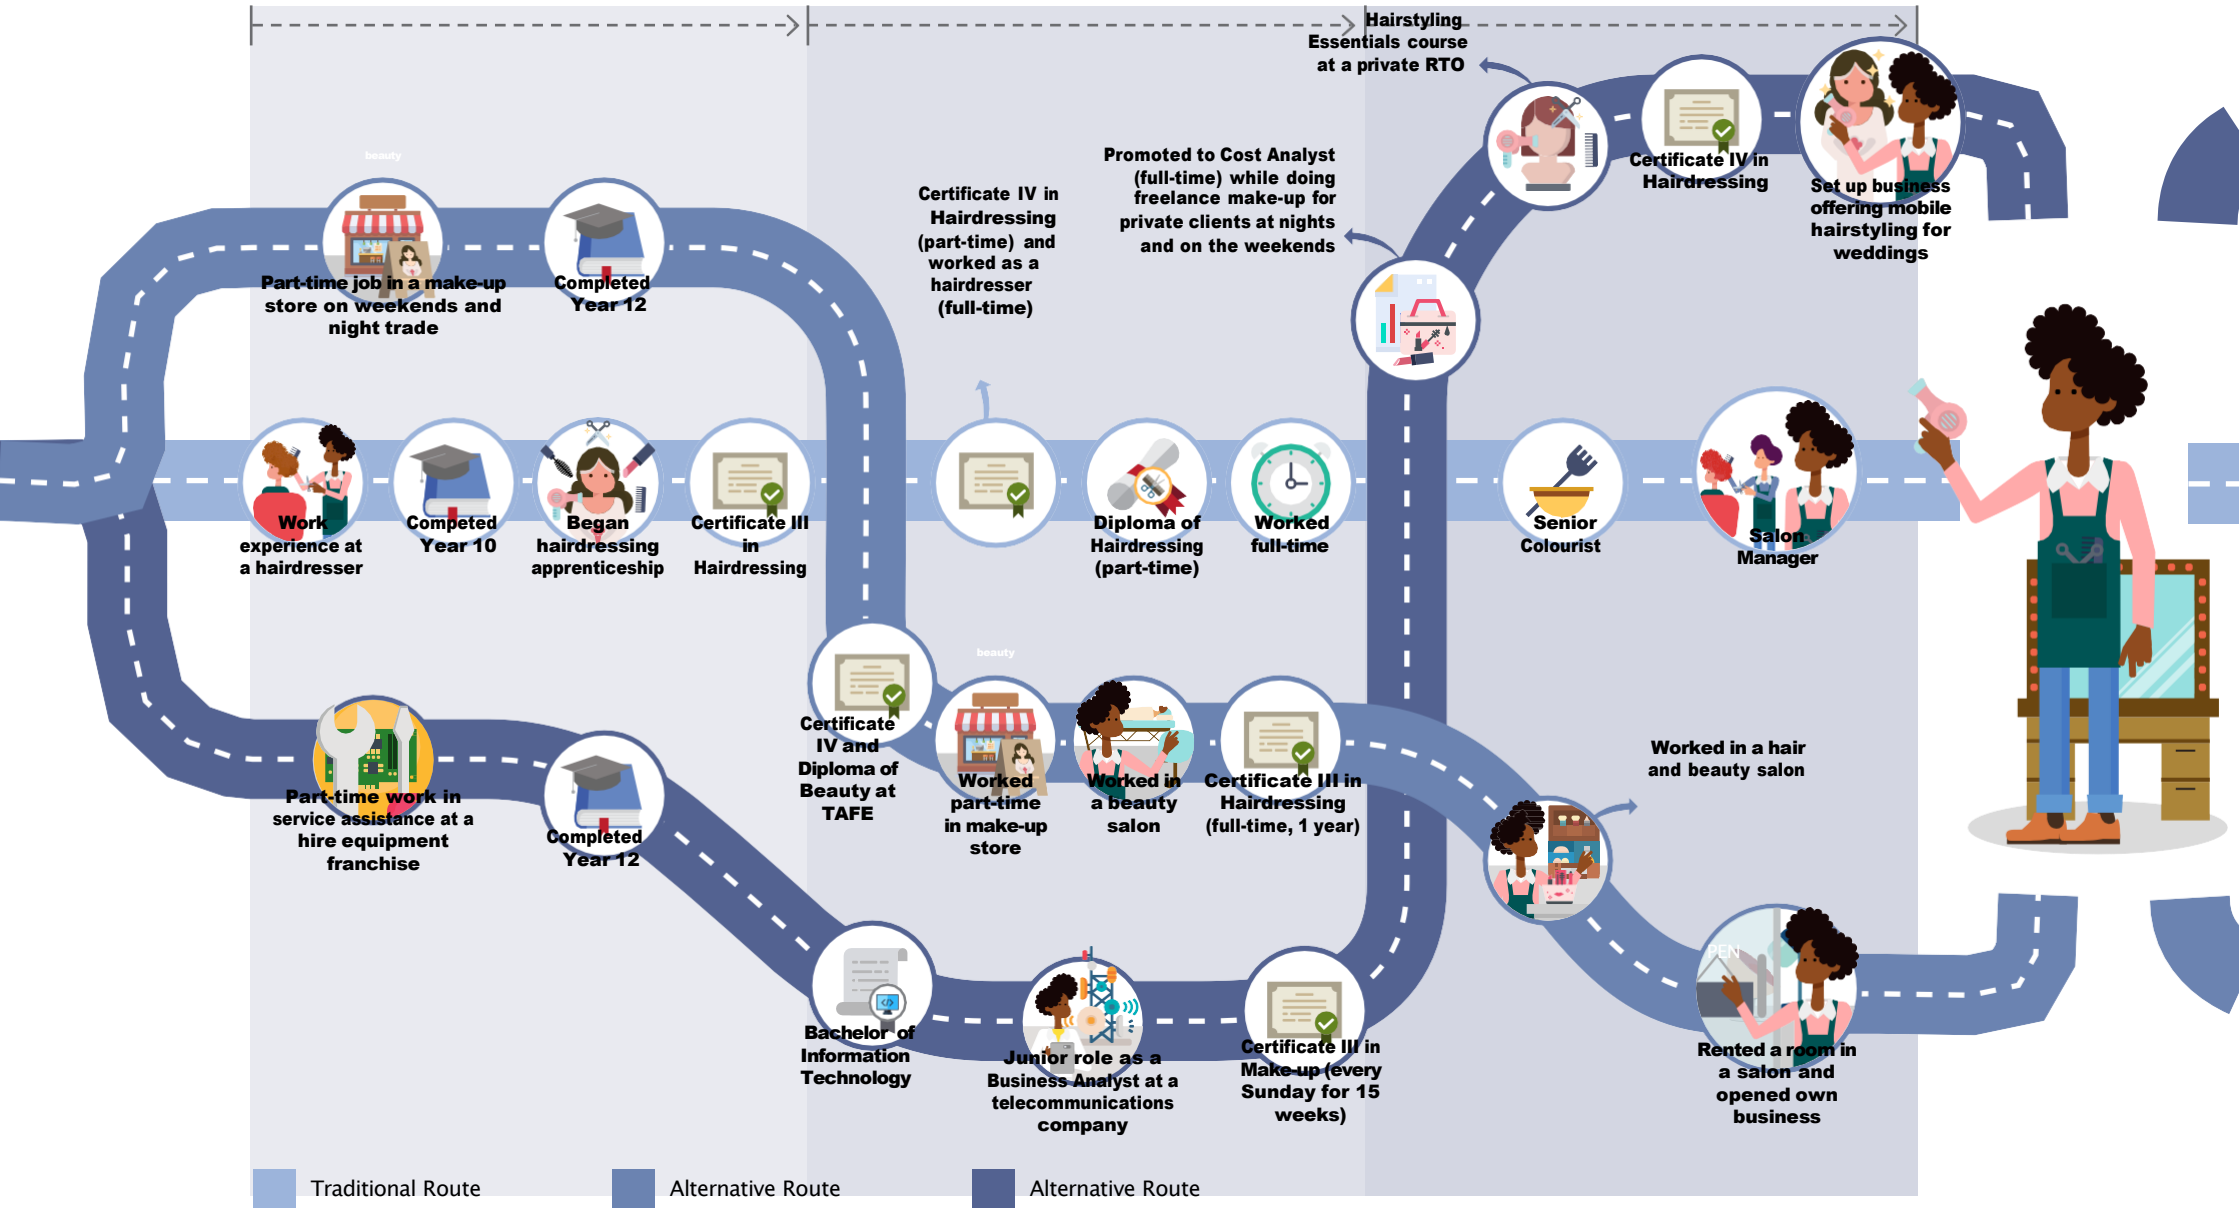 Hairstyling
Essentials course
at a private RTO
Certificate IV in
Hairdressing
Set up business
offering mobile
hairstyling for
weddings
Promoted to Cost Analyst
(full-time) while doing
freelance make-up for
private clients at nights
and on the weekends
Certificate IV in
Hairdressing
(part-time) and
worked as a
hairdresser
(full-time)
beauty
Part-time job in a make-up
store on weekends and
night trade
Completed
Year 12
Work
experience at
a hairdresser
Competed
Year 10
Began
hairdressing
apprenticeship
Certificate III
in
Hairdressing
Diploma of
Hairdressing
(part-time)
Worked
full-time
Senior
Colourist
Salon
Manager
Certificate
IV and
Diploma of
Beauty at
TAFE
beauty
Worked
part-time
in make-up
store
Worked in
a beauty
salon
Certificate III in
Hairdressing
(full-time, 1 year)
Worked in a hair
and beauty salon
PEN
Rented a room in
a salon and
opened own
business
Part-time work in
service assistance at a
hire equipment
franchise
Completed
Year 12
Bachelor of
Information
Technology
Junior role as a
Business Analyst at a
telecommunications
company
Certificate III in
Make-up (every
Sunday for 15
weeks)
Traditional Route
Alternative Route
Alternative Route